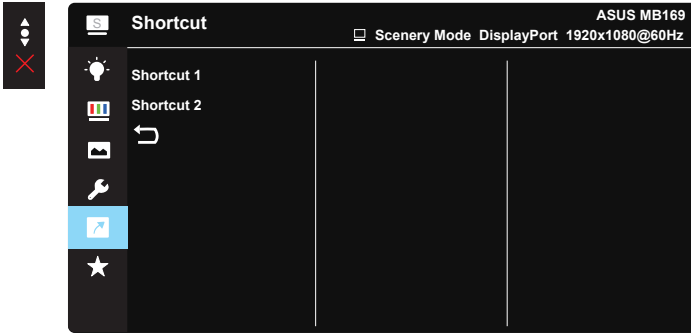 S
Shortcut
ASUS MB169
Scenery Mode DisplayPort 1920x1080@60Hz
Shortcut 1
Shortcut 2